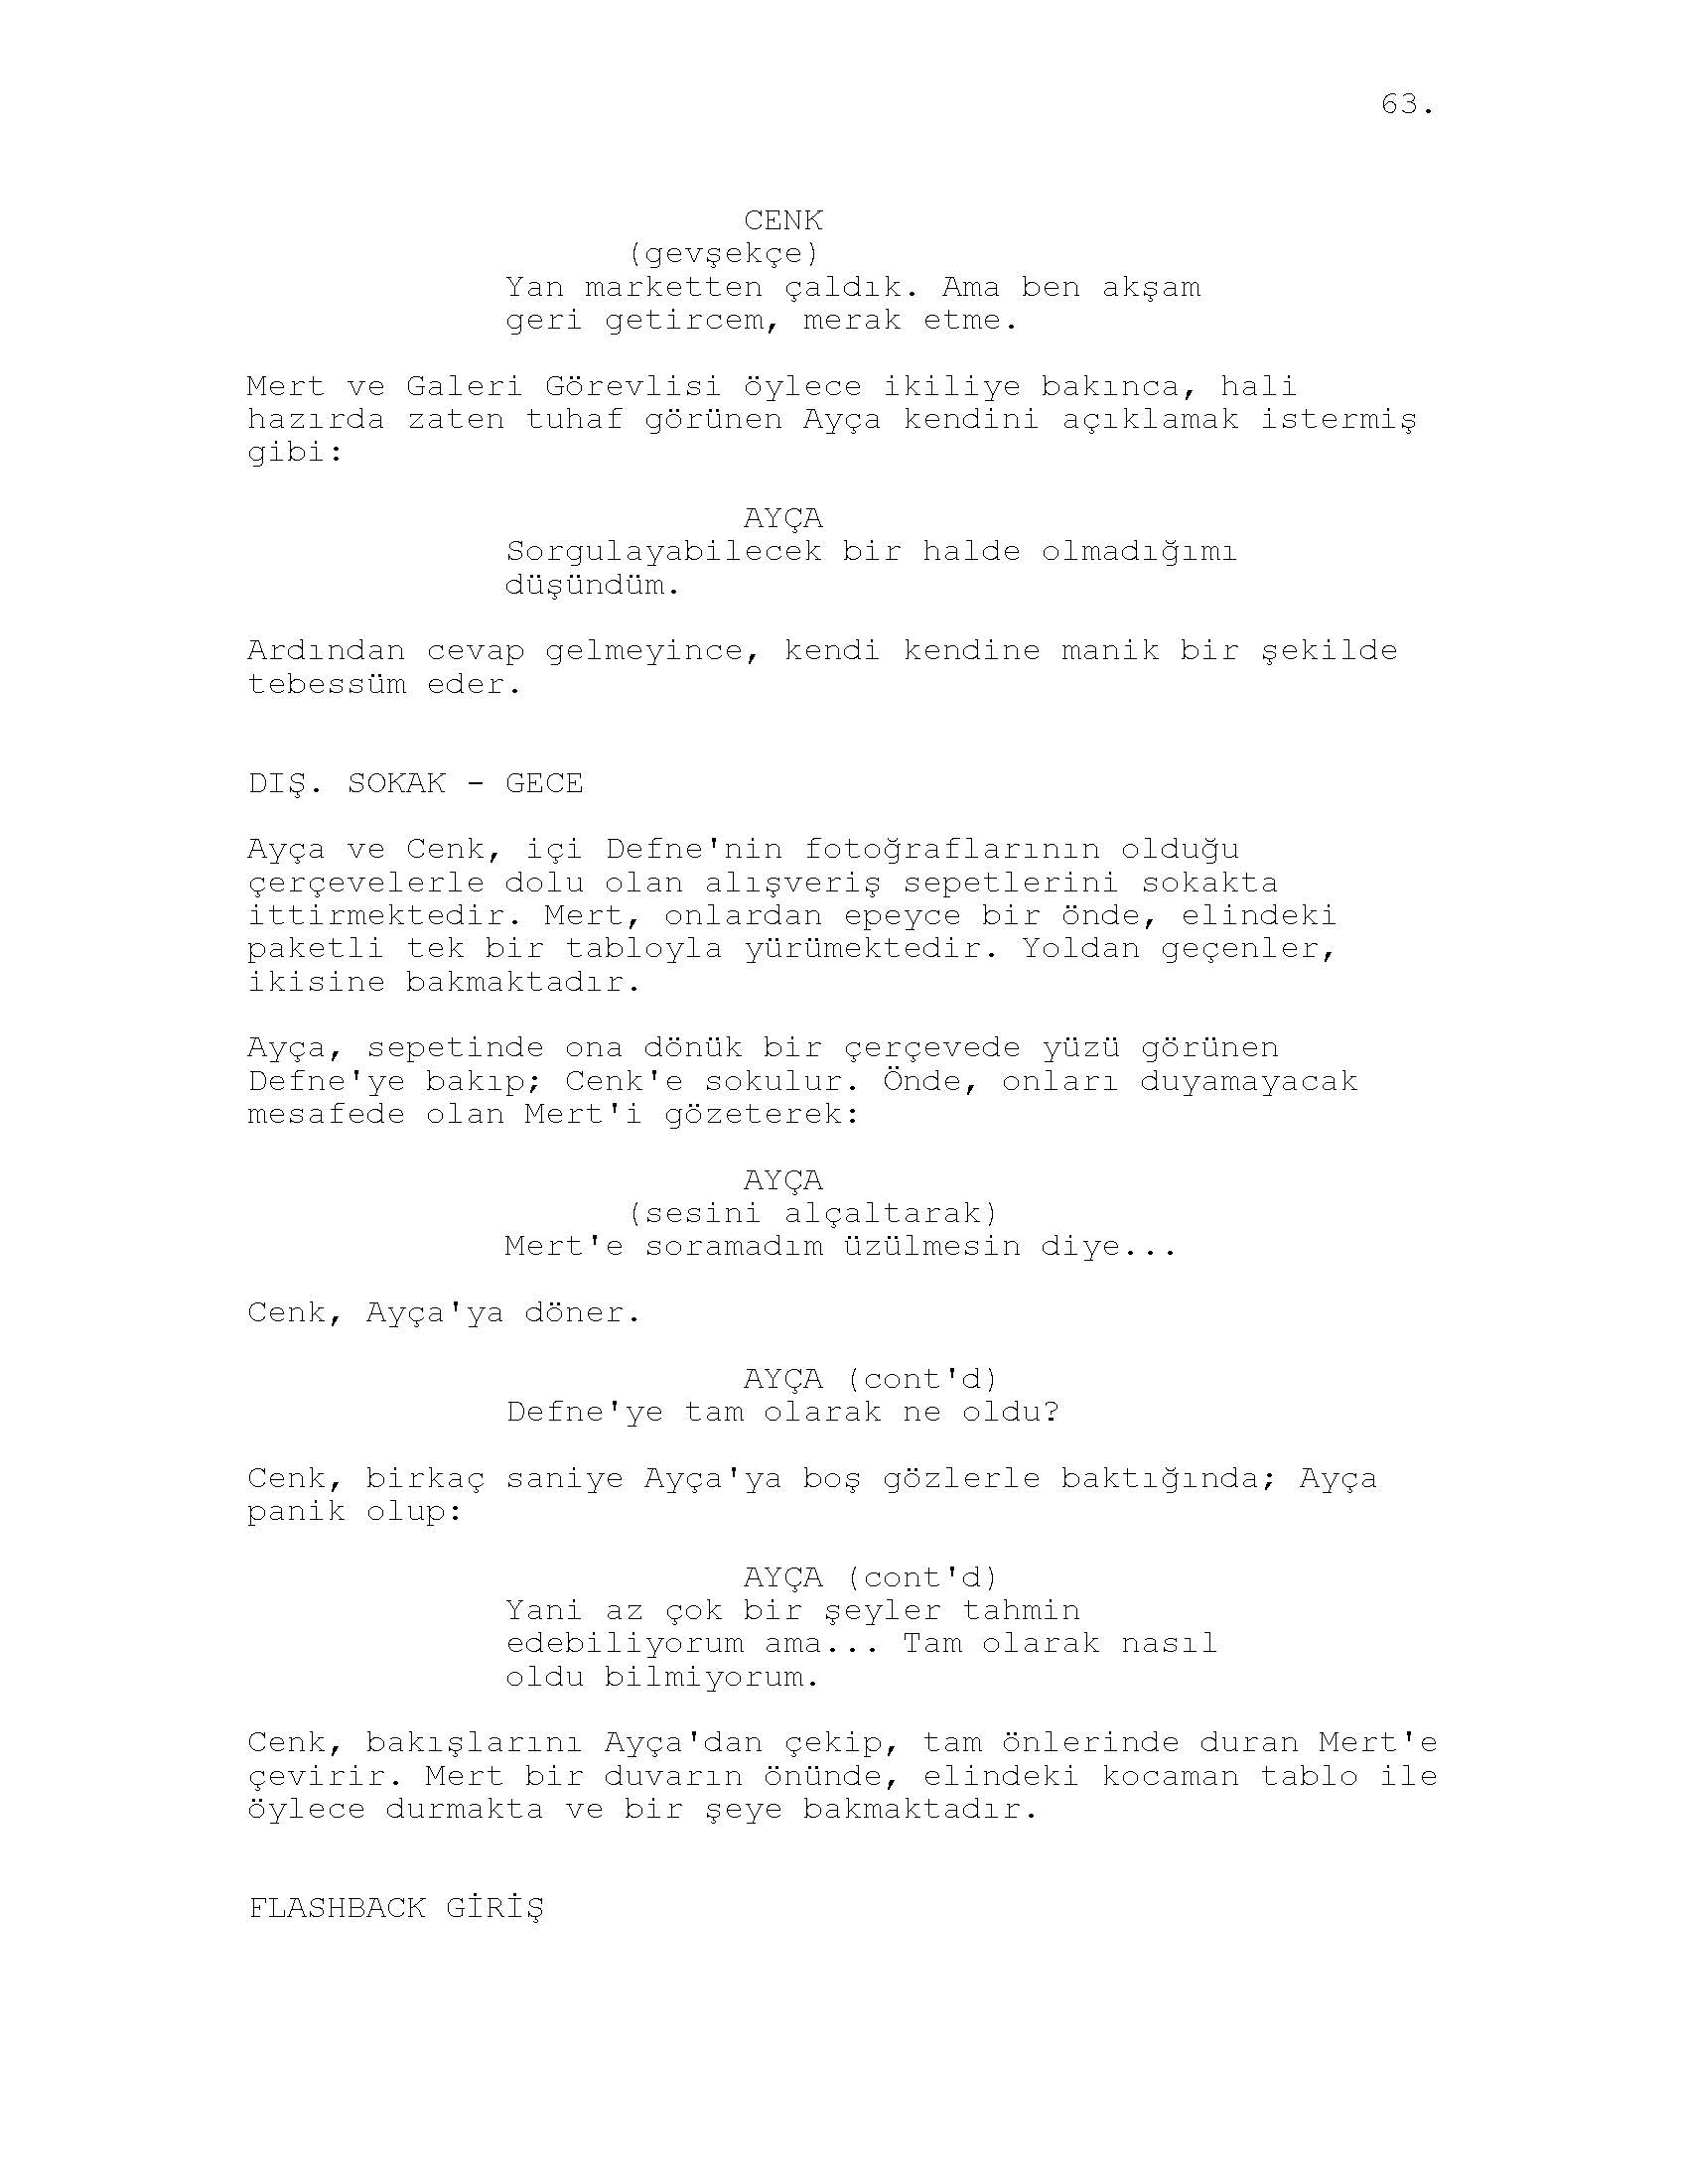 63.
CENK
(gevşekçe)
Yan marketten çaldık. Ama ben akşam
geri getircem, merak etme.
Mert ve Galeri Görevlisi öylece ikiliye bakınca, hali
hazırda zaten tuhaf görünen Ayça kendini açıklamak istermiş
gibi:
AYÇA
Sorgulayabilecek bir halde olmadığımı
düşündüm.
Ardından cevap gelmeyince, kendi kendine manik bir şekilde
tebessüm eder.
DIŞ. SOKAK - GECE
Ayça ve Cenk, içi Defne'nin fotoğraflarının olduğu
çerçevelerle dolu olan alışveriş sepetlerini sokakta
ittirmektedir. Mert, onlardan epeyce bir önde, elindeki
paketli tek bir tabloyla yürümektedir. Yoldan geçenler,
ikisine bakmaktadır.
Ayça, sepetinde ona dönük bir çerçevede yüzü görünen
Defne'ye bakıp; Cenk'e sokulur. Önde, onları duyamayacak
mesafede olan Mert'i gözeterek:
AYÇA
(sesini alçaltarak)
Mert'e soramadım üzülmesin diye...
Cenk, Ayça'ya döner.
AYÇA (cont'd)
Defne'ye tam olarak ne oldu?
Cenk, birkaç saniye Ayça'ya boş gözlerle baktığında; Ayça
panik olup:
AYÇA (cont'd)
Yani az çok bir şeyler tahmin
edebiliyorum ama... Tam olarak nasıl
oldu bilmiyorum.
Cenk, bakışlarını Ayça'dan çekip, tam önlerinde duran Mert'e
çevirir. Mert bir duvarın önünde, elindeki kocaman tablo ile
öylece durmakta ve bir şeye bakmaktadır.
FLASHBACK GİRİŞ